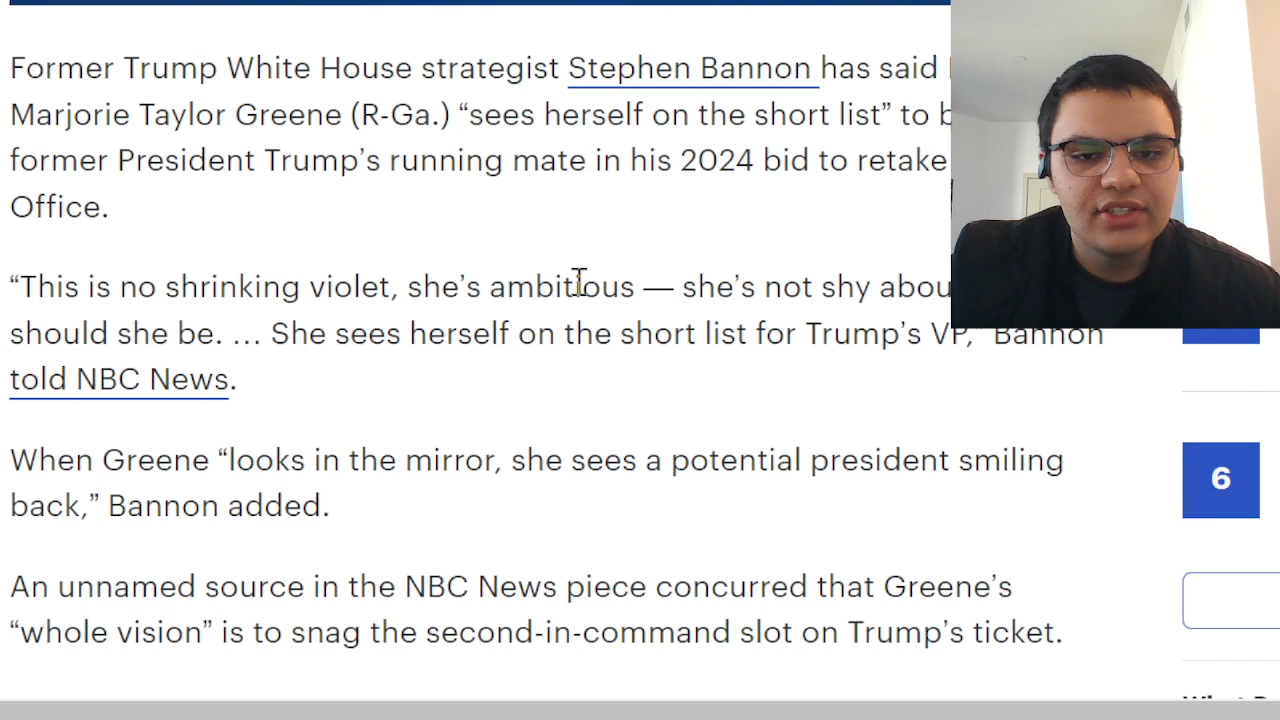 Former Trump White House strategist Stephen Bannon has said
Marjorie Taylor Greene (R-Ga.) “sees herself on the short list” to
former President Trump’s running mate in his 2024 bid to retake
Office.
“This is no shrinking violet, she’s ambitious — she’s not shy
should she be. … She sees herself on the short list for Trump’s VP,” Bannon
told NBC News.
When Greene “looks in the mirror, she sees a potential president smiling
back,” Bannon added.
6
An unnamed source in the NBC News piece concurred that Greene’s
“whole vision” is to snag the second-in-command slot on Trump’s ticket.